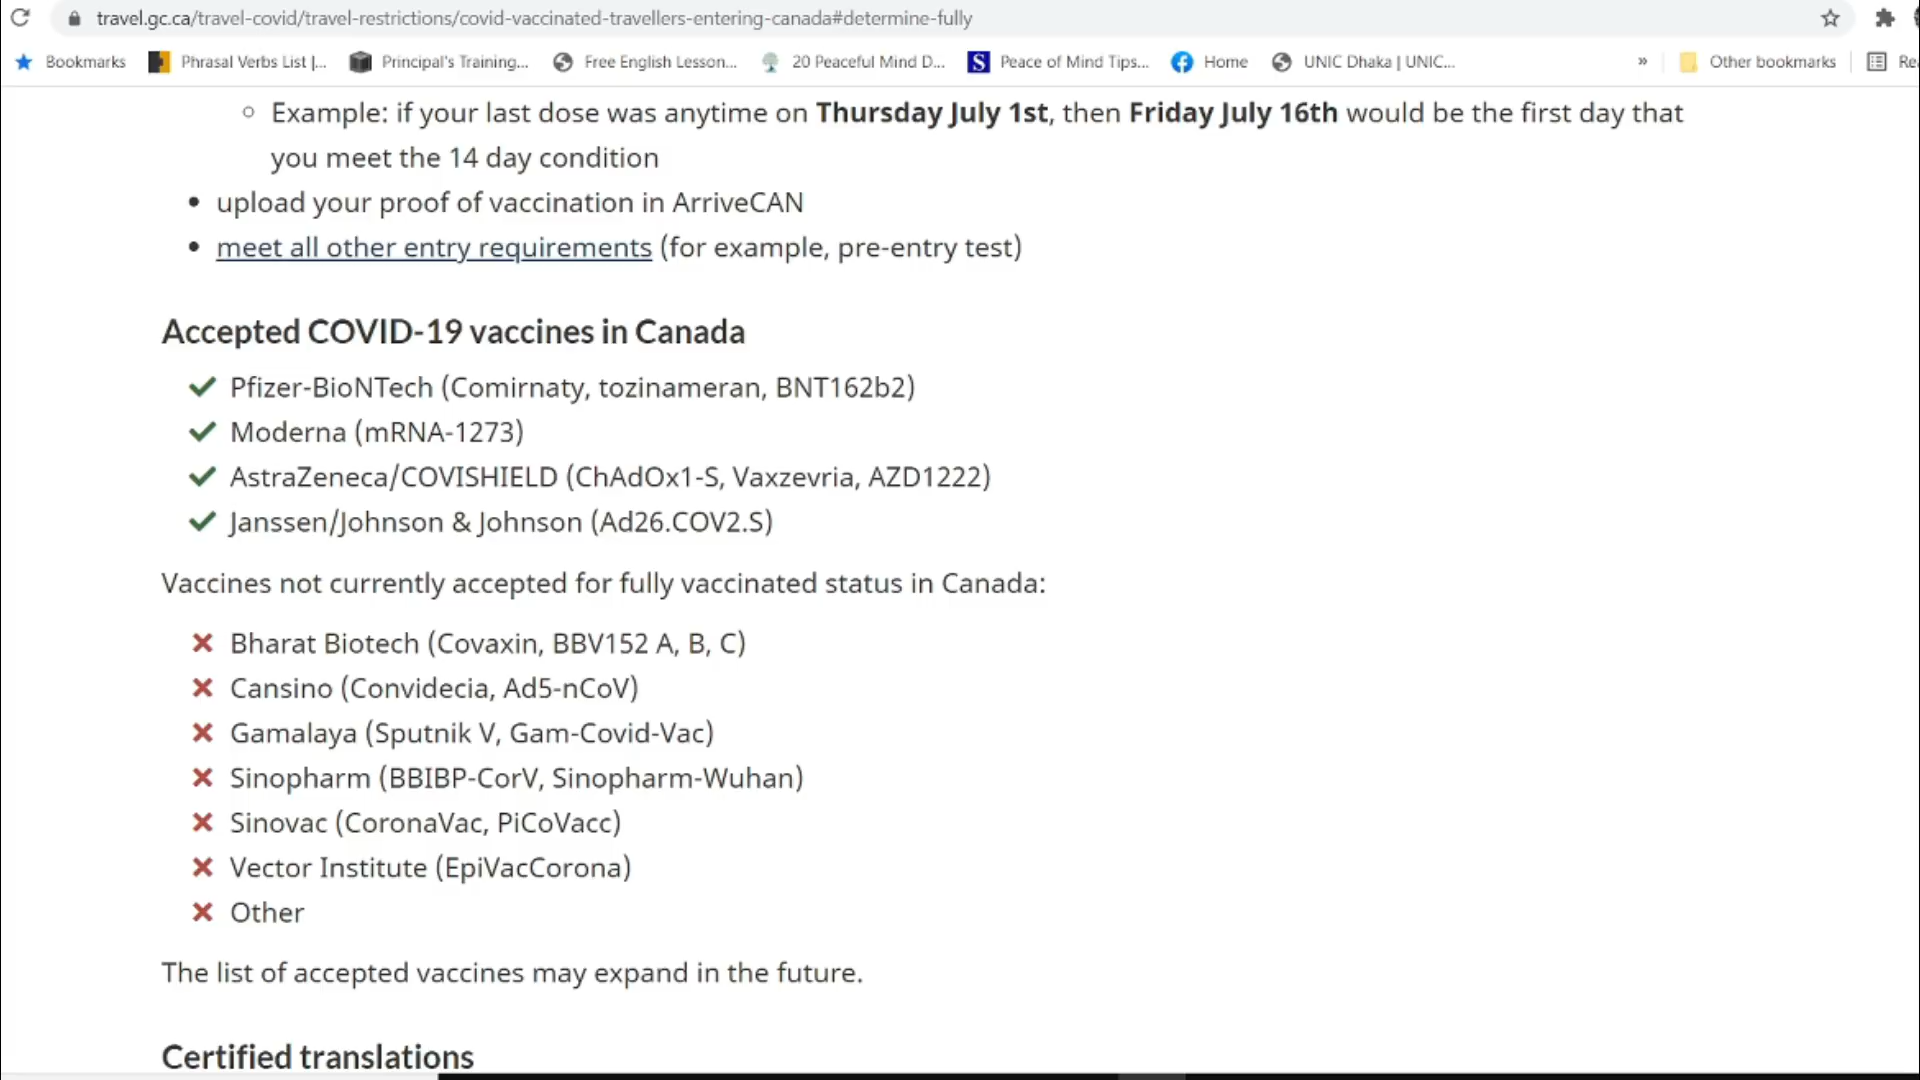 travel.gc.ca/travel-covid/travel-restrictions/covid-vaccinated-travellers-entering-canada#determine-fully
Bookmarks Phrasal Verbs List |... Principal's Training... Free English Lesson... 20 Peaceful Mind D... S Peace of Mind Tips... Home UNIC Dhaka | UNIC... » Other bookmarks
Example: if your last dose was anytime on Thursday July 1st, then Friday July 16th would be the first day that
you meet the 14 day condition
upload your proof of vaccination in ArriveCAN
meet all other entry requirements (for example, pre-entry test)
Accepted COVID-19 vaccines in Canada
Pfizer-BioNTech (Comirnaty, tozinameran, BNT162b2)
Moderna (mRNA-1273)
AstraZeneca/COVISHIELD (ChAdOx1-S, Vaxzevria, AZD1222)
Janssen/Johnson & Johnson (Ad26.COV2.S)
Vaccines not currently accepted for fully vaccinated status in Canada:
Bharat Biotech (Covaxin, BBV152 A, B, C)
Cansino (Convidecia, Ad5-nCoV)
Gamalaya (Sputnik V, Gam-Covid-Vac)
Sinopharm (BBIBP-CorV, Sinopharm-Wuhan)
Sinovac (CoronaVac, PiCoVacc)
Vector Institute (EpiVacCorona)
Other
The list of accepted vaccines may expand in the future.
Certified translations